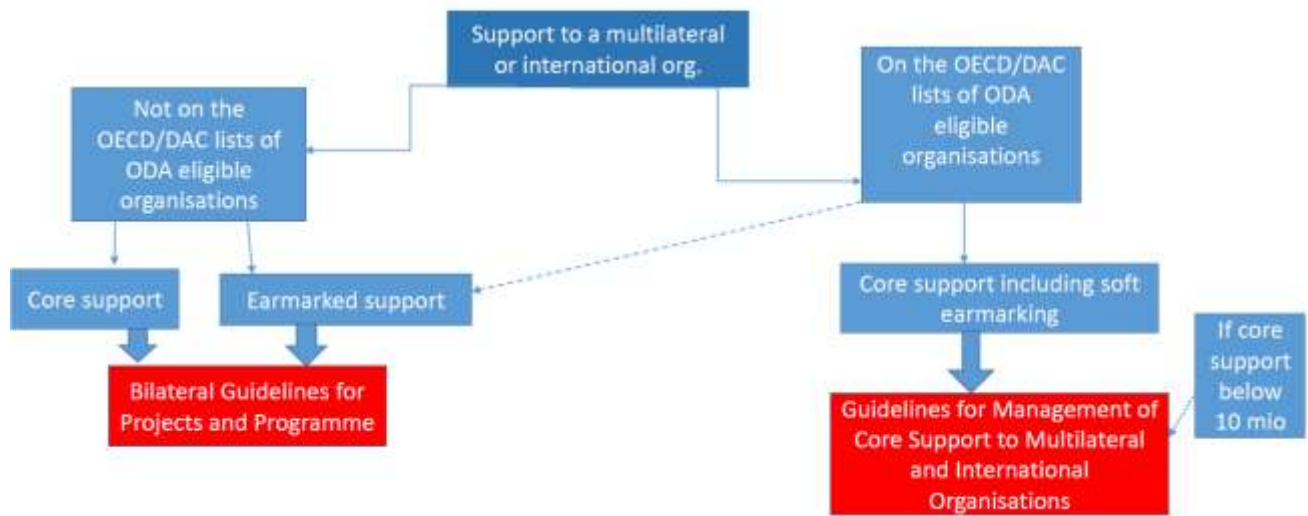 Support to a multilateral
or international org.
Not on the
OECD/DAC lists of
ODA eligible
organisations
On the OECD/DAC
lists of ODA
eligible
organisations
Core support
Earmarked support
Core support including soft
earmarking
If core
support
below
10 mio
Bilateral Guidelines for
Projects and Programme
Guidelines for Management of
Core Support to Multilateral
and International
Organisations